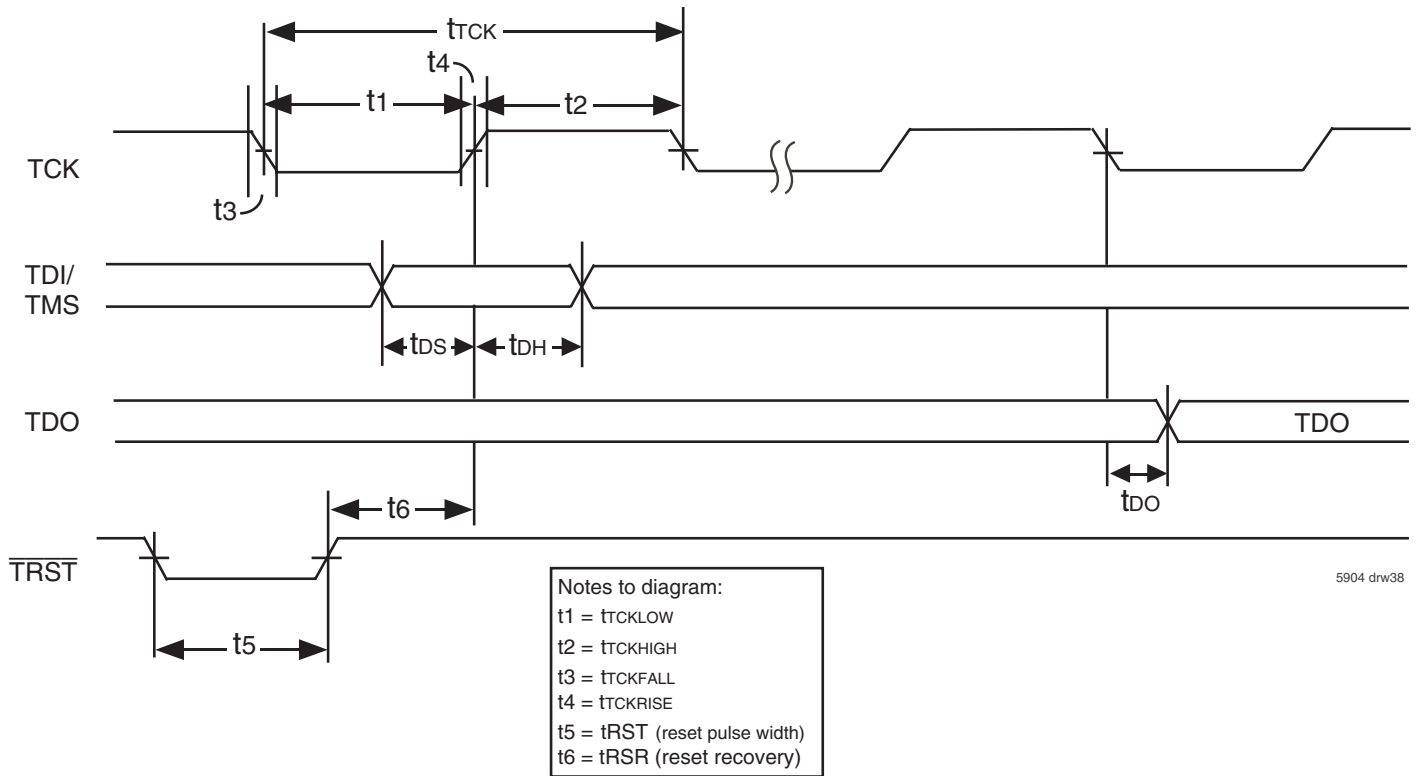 tTCK
t4
t1
t2
TCK
t3
TDI/
TMS
tDS
tDH
TDO
TDO
tDO
t6
TRST
5904 drw38
t5
Notes to diagram:
t1 = tTCKLOW
t2 = tTCKHIGH
t3 = tTCKFALL
t4 = tTCKRISE
t5 = tRST (reset pulse width)
t6 = tRSR (reset recovery)